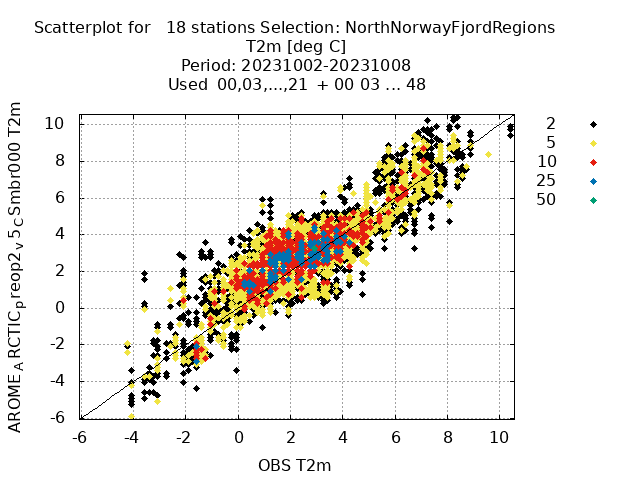 Scatterplot for   18 stations Selection: NorthNorwayFjordRegions
T2m [deg C]
Period: 20231002-20231008
Used  00,03,...,21  + 00 03 ... 48
AROME_ARCTIC_preop2_v5_CSmbr000 T2m
10
8
6
4
2
0
-2
-4
-6
-6 -4 -2 0 2 4 6 8 10
OBS T2m
2
5
10
25
50